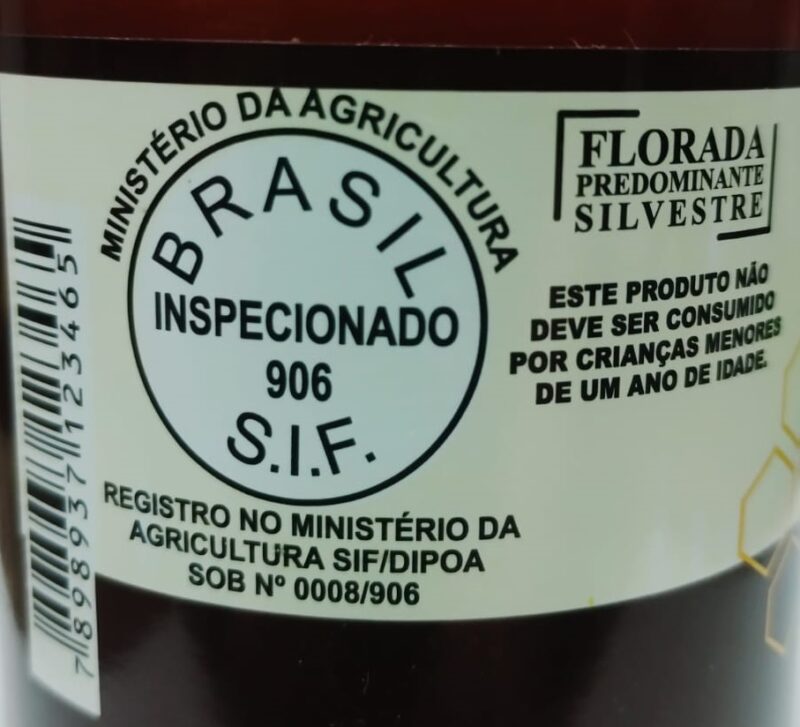 MINISTÉRIO DA AGRICULTURA
BRASIL
INSPECIONADO
906
S.I.F.
REGISTRO NO MINISTÉRIO DA
AGRICULTURA SIF/DIPOA
SOB Nº 0008/906
FLORADA
PREDOMINANTE
SILVESTRE
ESTE PRODUTO NÃO
DEVE SER CONSUMIDO
POR CRIANÇAS MENORES
DE UM ANO DE IDADE.
7898937123465